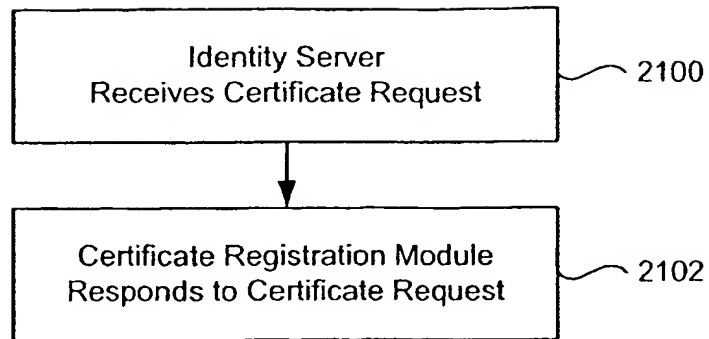 Identity Server
Receives Certificate Request
2100
Certificate Registration Module
Responds to Certificate Request
2102